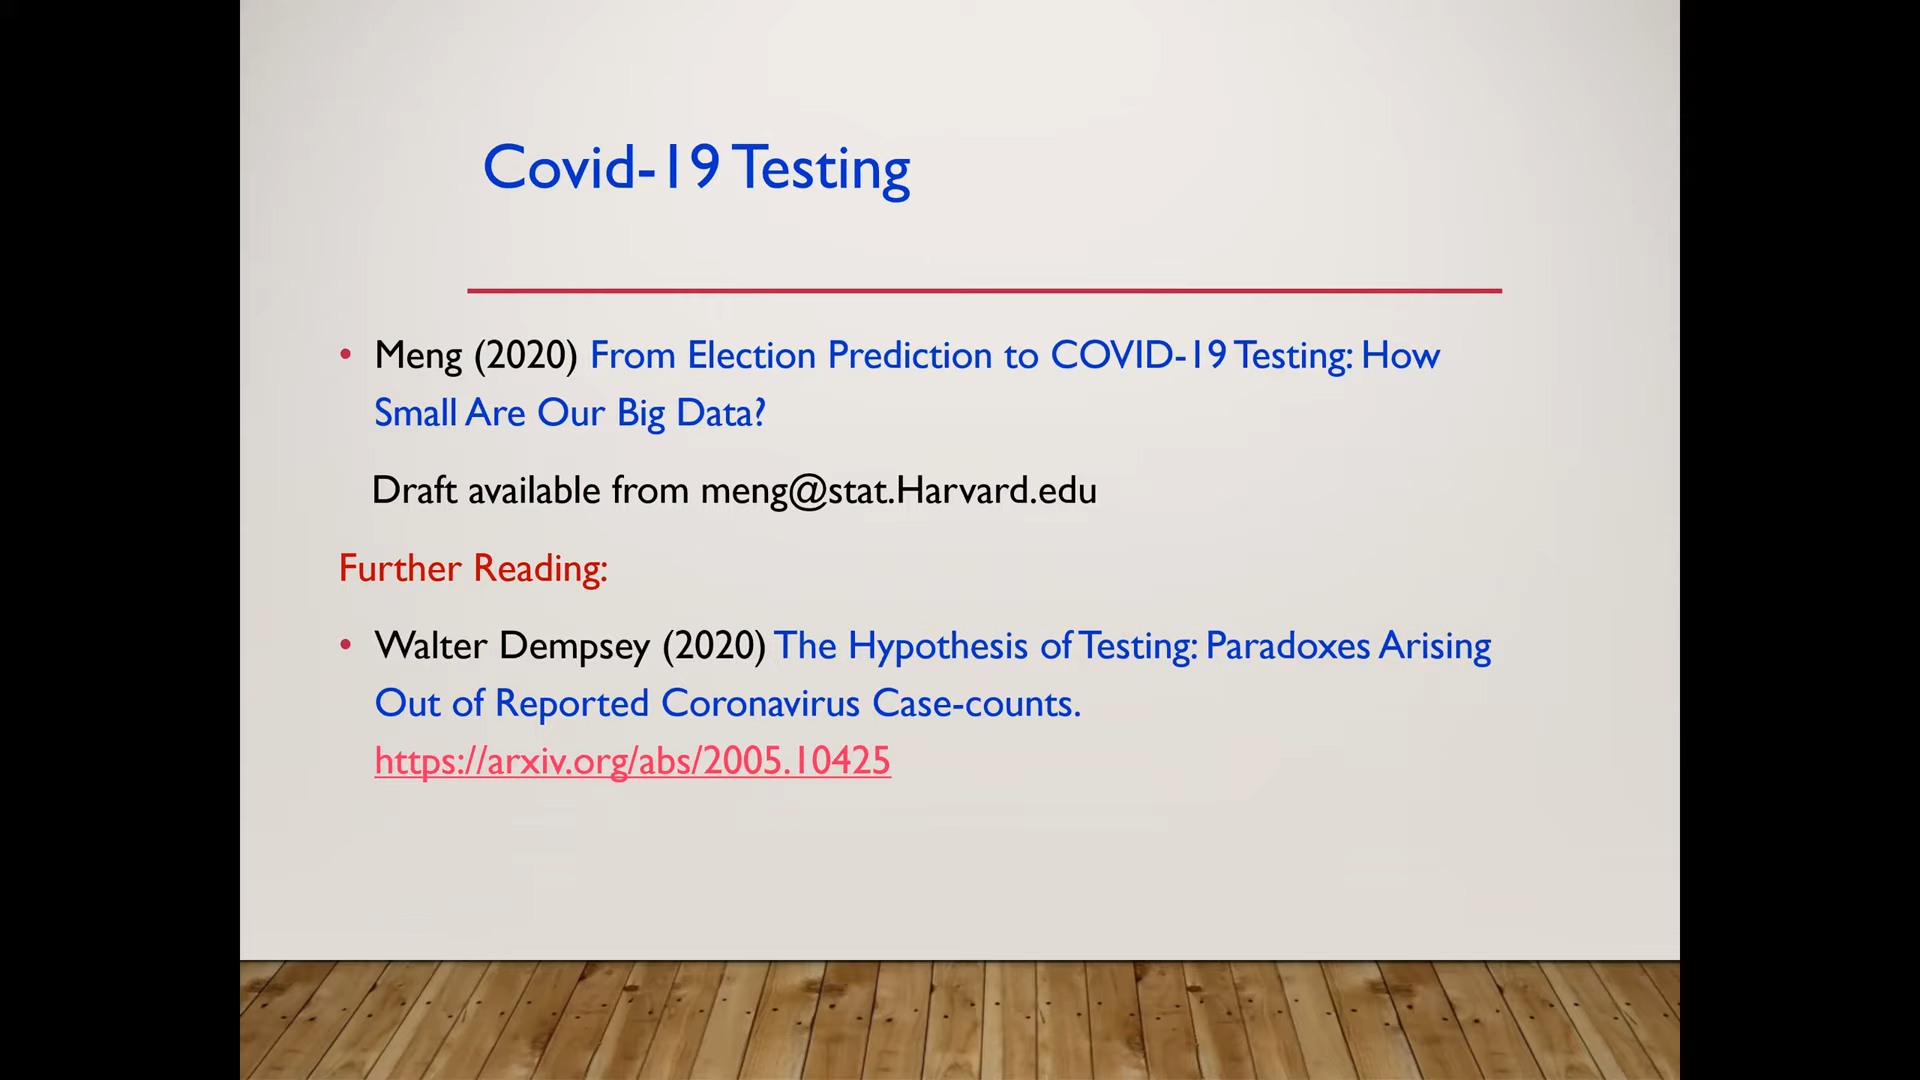 Covid-19 Testing
• Meng (2020) From Election Prediction to COVID-19 Testing: How
Small Are Our Big Data?
Draft available from meng@stat.Harvard.edu
Further Reading:
• Walter Dempsey (2020) The Hypothesis of Testing: Paradoxes Arising
Out of Reported Coronavirus Case-counts.
https://arxiv.org/abs/2005.10425